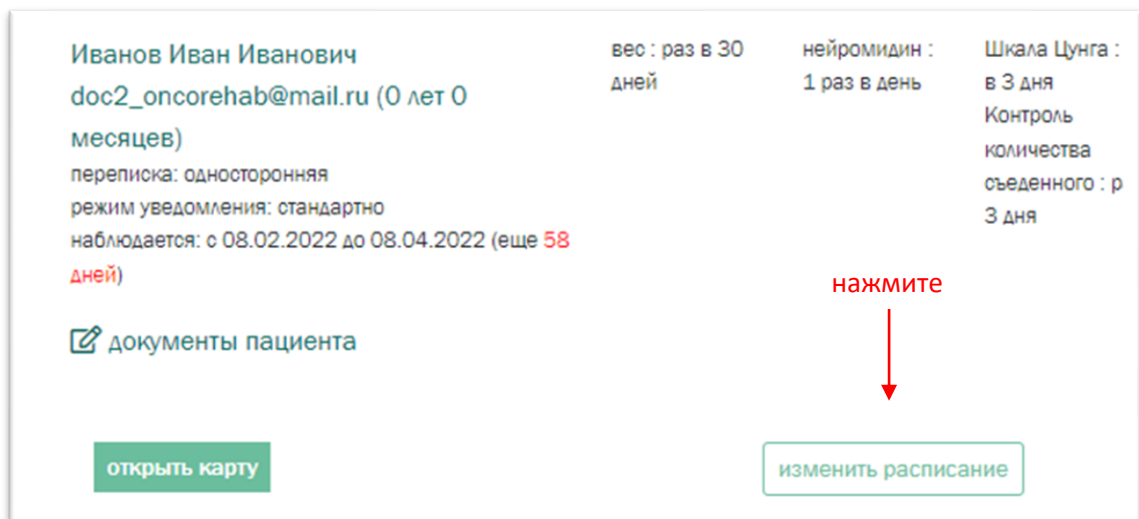 Иванов Иван Иванович
doc2_oncorehab@mail.ru (0 лет 0
месяцев)
переписка: односторонняя
режим уведомления: стандартно
наблюдается: с 08.02.2022 до 08.04.2022 (еще 58
дней)
документы пациента
вес : раз в 30
дней
нейромидин :
1 раз в день
Шкала Цунга :
в 3 дня
Контроль
количества
съеденного : р
3 дня
нажмите
открыть карту
изменить расписание